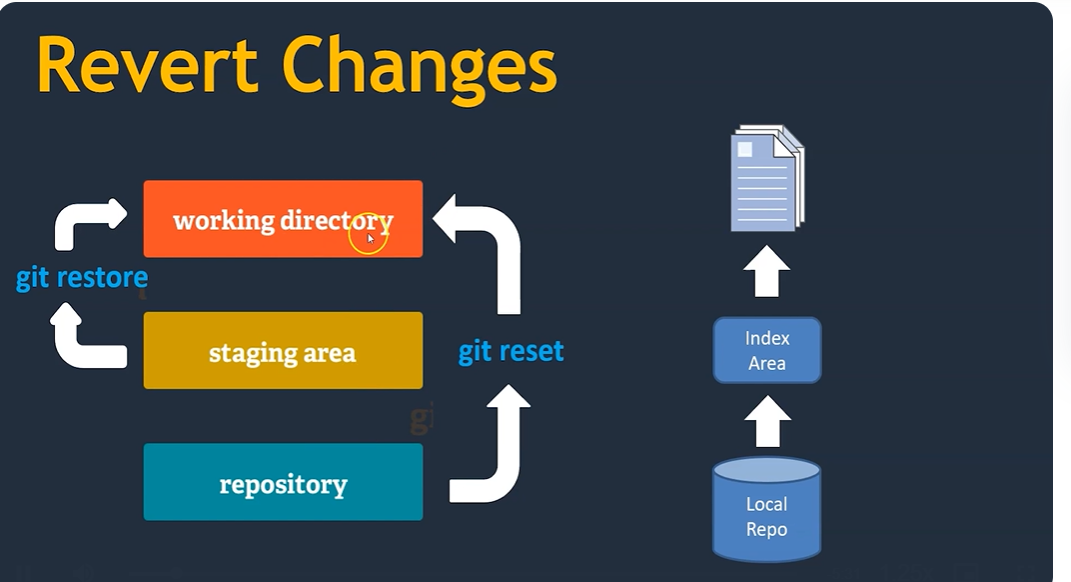 Revert Changes
working directory
git restore
staging area
git reset
repository
Index
Area
Local
Repo